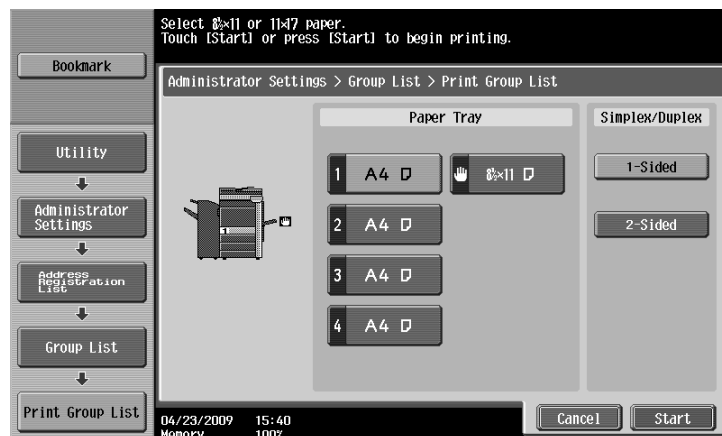 Select 8½×11 or 11×17 paper.
Touch [Start] or press [Start] to begin printing.
Bookmark
Administrator Settings > Group List > Print Group List
Paper Tray
Simplex/Duplex
Utility
Administrator
Settings
Address
Registration
List
Group List
Print Group List
1 A4
8½×11
2 A4
3 A4
4 A4
1
1-Sided
2-Sided
04/23/2009 15:40
Memory 100%
Cancel
Start